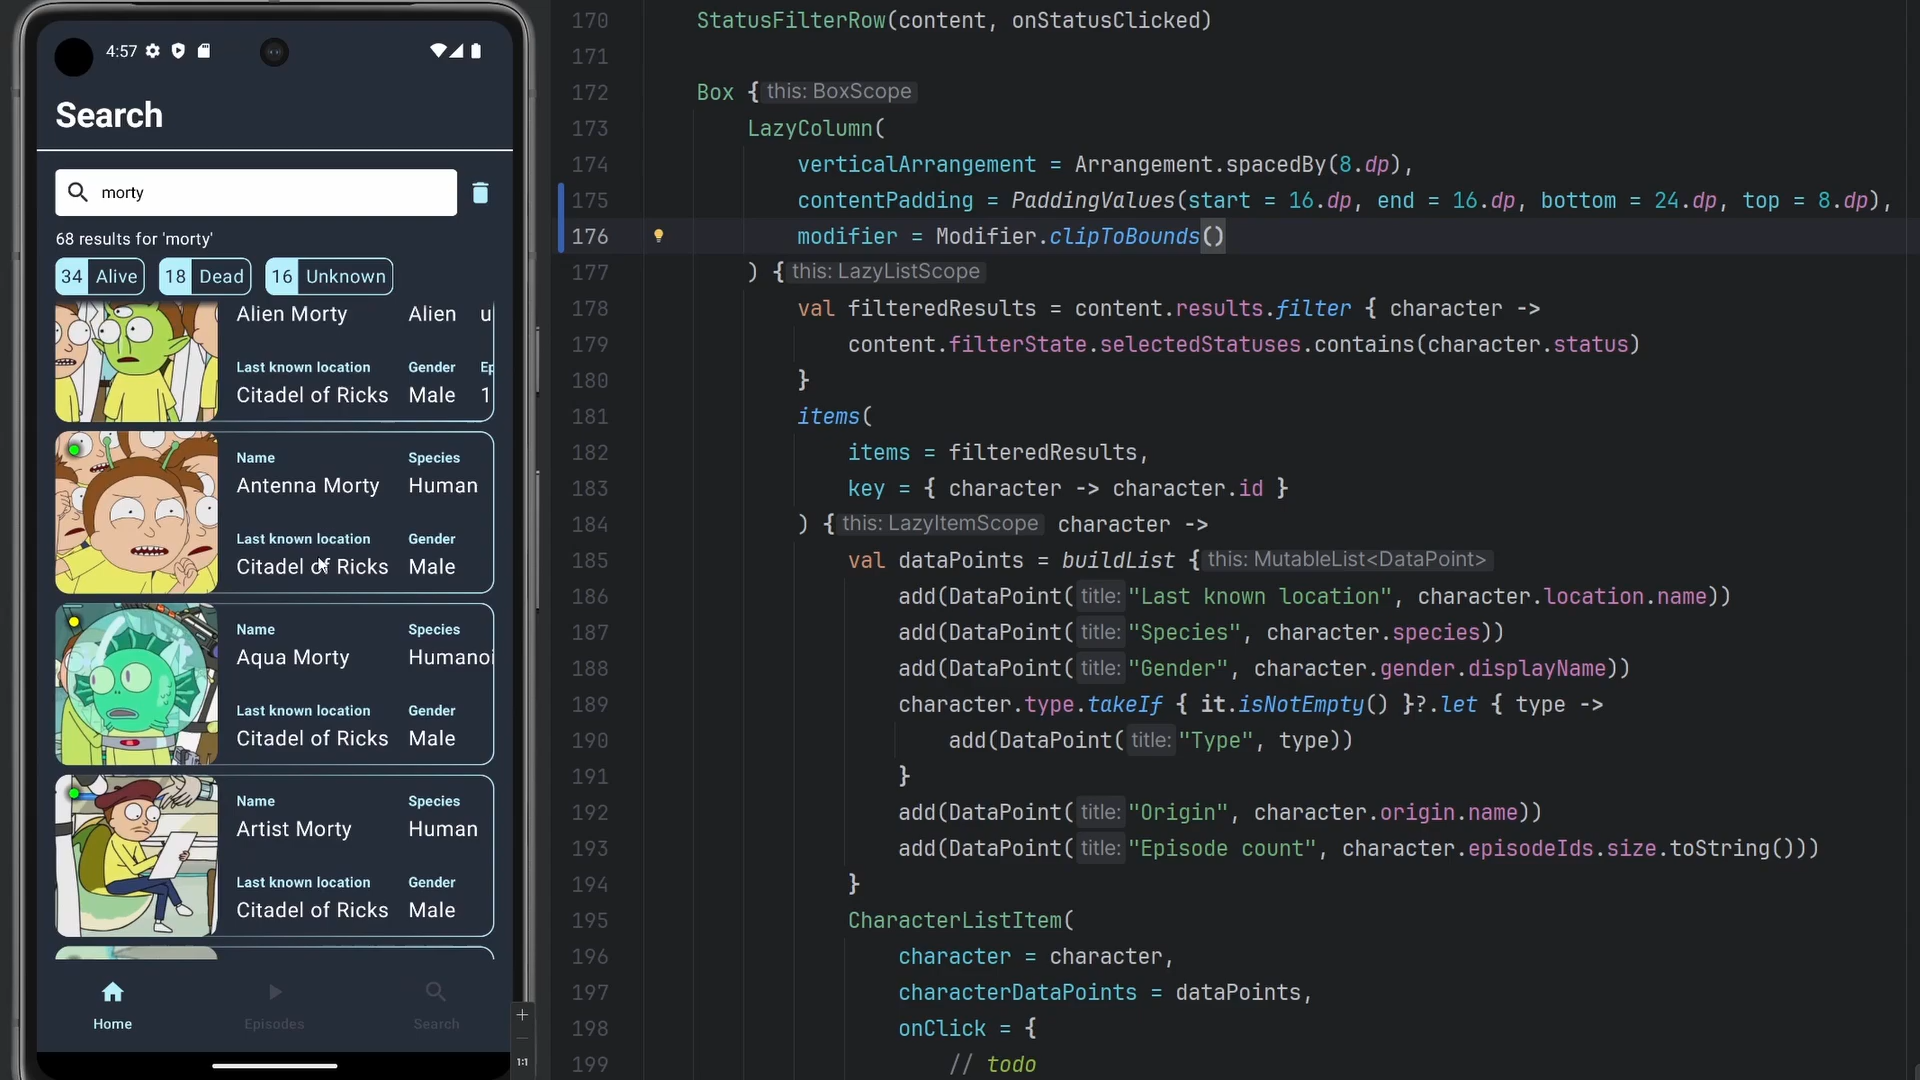 4:57
Search
morty
68 results for 'morty'
34 Alive 18 Dead 16 Unknown
Alien Morty Alien u
Last known location Gender Ep
Citadel of Ricks Male 1
Name Species
Antenna Morty Human
Last known location Gender
Citadel of Ricks Male
Name Species
Aqua Morty Humanoi
Last known location Gender
Citadel of Ricks Male
Name Species
Artist Morty Human
Last known location Gender
Citadel of Ricks Male
Home Episodes Search
1:1
170 StatusFilterRow(content, onStatusClicked)
171
172 Box { this: BoxScope
173 LazyColumn(
174 verticalArrangement = Arrangement.spacedBy(8.dp),
175 contentPadding = PaddingValues(start = 16.dp, end = 16.dp, bottom = 24.dp, top = 8.dp),
176 modifier = Modifier.clipToBounds()
177 ) { this: LazyListScope
178 val filteredResults = content.results.filter { character ->
179 content.filterState.selectedStatuses.contains(character.status)
180 }
181 items(
182 items = filteredResults,
183 key = { character -> character.id }
184 ) { this: LazyItemScope character ->
185 val dataPoints = buildList { this: MutableList<DataPoint>
186 add(DataPoint( title: "Last known location", character.location.name))
187 add(DataPoint( title: "Species", character.species))
188 add(DataPoint( title: "Gender", character.gender.displayName))
189 character.type.takeIf { it.isNotEmpty() }?.let { type ->
190 add(DataPoint( title: "Type", type))
191 }
192 add(DataPoint( title: "Origin", character.origin.name))
193 add(DataPoint( title: "Episode count", character.episodeIds.size.toString()))
194 }
195 CharacterListItem(
196 character = character,
197 characterDataPoints = dataPoints,
198 onClick = {
199 // todo